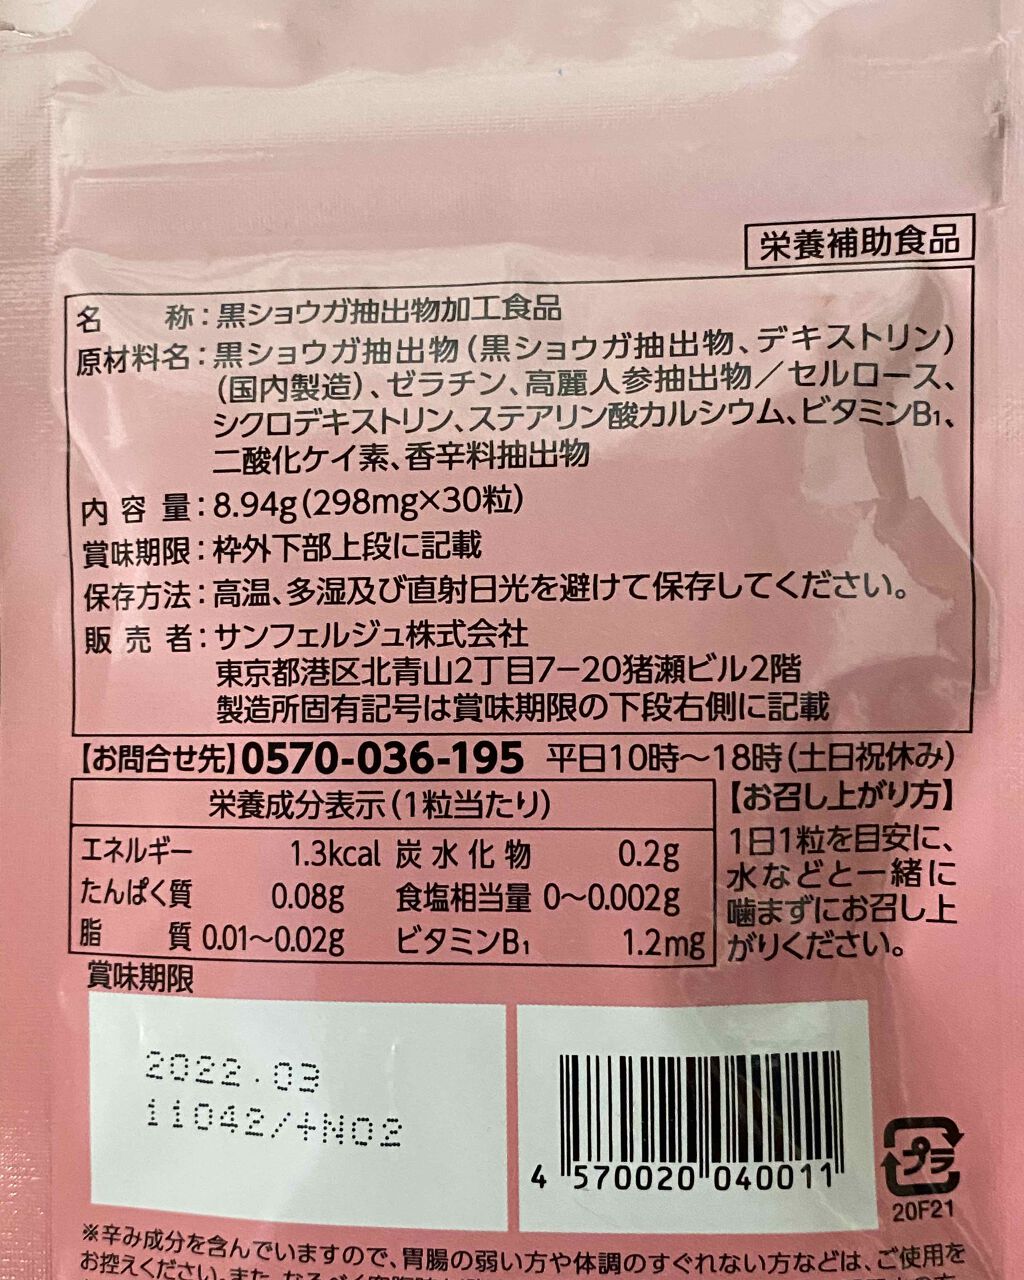 栄養補助食品
名　　称：黒ショウガ抽出物加工食品
原材料名：黒ショウガ抽出物（黒ショウガ抽出物、デキストリン）
（国内製造）、ゼラチン、高麗人参抽出物／セルロース、
シクロデキストリン、ステアリン酸カルシウム、ビタミンB₁、
二酸化ケイ素、香辛料抽出物
内 容 量：8.94g（298mg×30粒）
賞味期限：枠外下部上段に記載
保存方法：高温、多湿及び直射日光を避けて保存してください。
販 売 者：サンフェルジュ株式会社
東京都港区北青山2丁目7−20猪瀬ビル2階
製造所固有記号は賞味期限の下段右側に記載
【お問合せ先】0570-036-195 平日10時〜18時（土日祝休み）
栄養成分表示（1粒当たり）
エネルギー 1.3kcal 炭水化物 0.2g
たんぱく質 0.08g 食塩相当量 0〜0.002g
脂　　質 0.01〜0.02g ビタミンB₁ 1.2mg
【お召し上がり方】
1日1粒を目安に、
水などと一緒に
噛まずにお召し上
がりください。
賞味期限
2022.03
11042/+N02
4 570020 040011
プラ
20F21
※辛み成分を含んでいますので、胃腸の弱い方や体調のすぐれない方などは、ご使用を
お控えください。また、なるべく空腹時を